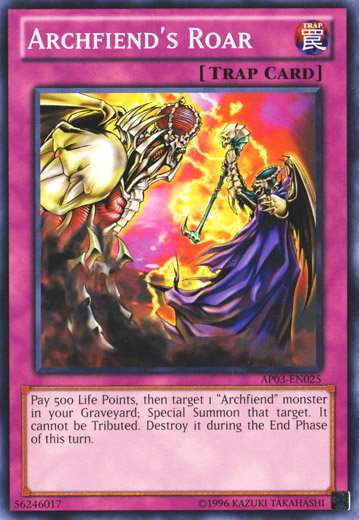 ARCHFIEND'S ROAR
TRAP
罠
[TRAP CARD]
AP03-EN025
Pay 500 Life Points, then target 1 "Archfiend" monster
in your Graveyard; Special Summon that target. It
cannot be Tributed. Destroy it during the End Phase
of this turn.
56246017
©1996 KAZUKI TAKAHASHI